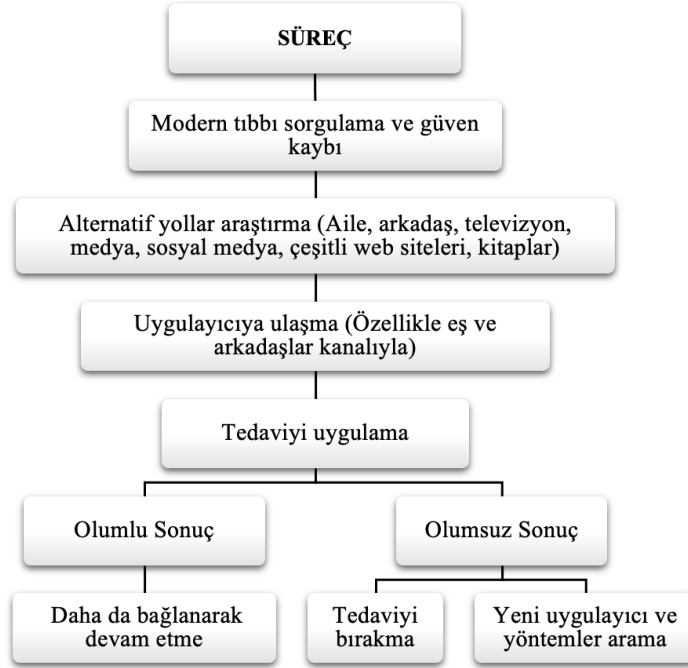 SÜREÇ
Modern tıbbı sorgulama ve güven
kaybı
Alternatif yollar araştırma (Aile, arkadaş, televizyon,
medya, sosyal medya, çeşitli web siteleri, kitaplar)
Uygulayıcıya ulaşma (Özellikle eş ve
arkadaşlar kanalıyla)
Tedaviyi uygulama
Olumlu Sonuç
Olumsuz Sonuç
Daha da bağlanarak
devam etme
Tedaviyi
bırakma
Yeni uygulayıcı ve
yöntemler arama